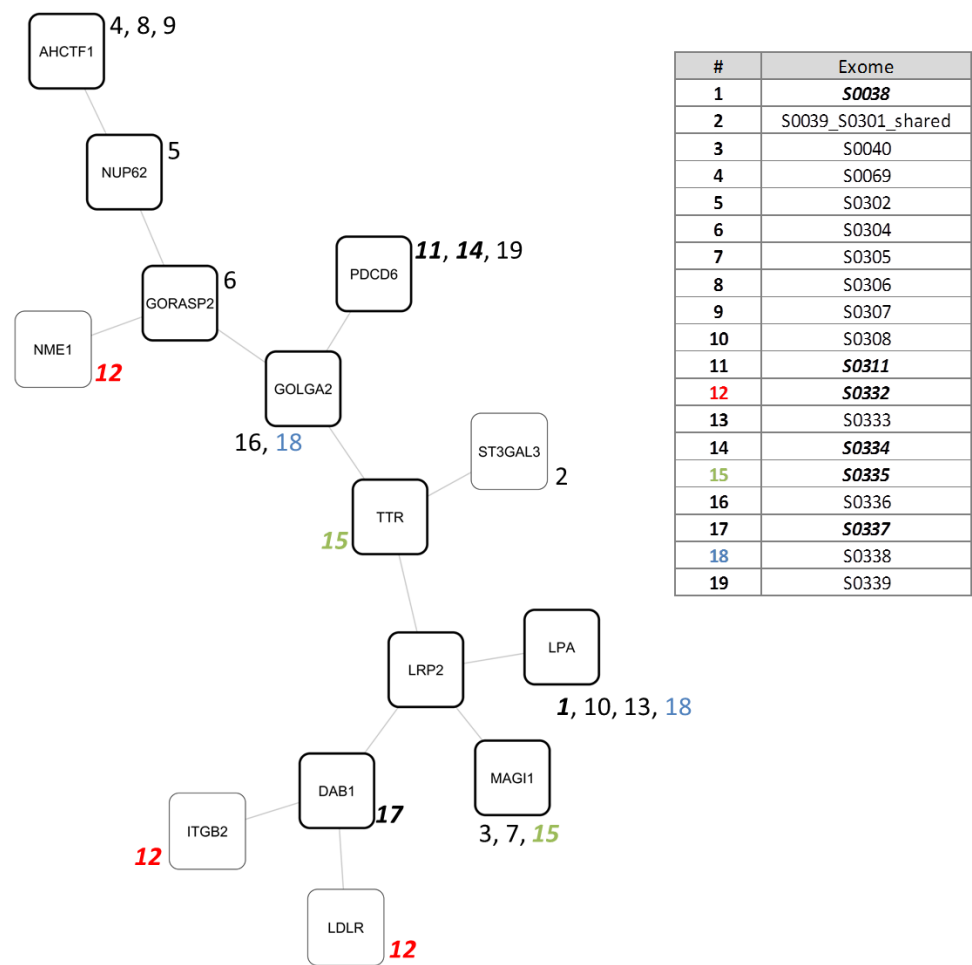 AHCTF1
4, 8, 9
NUP62
5
GORASP2
6
PDCD6
11, 14, 19
NME1
12
GOLGA2
16, 18
ST3GAL3
2
TTR
15
LRP2
LPA
1, 10, 13, 18
MAGI1
3, 7, 15
DAB1
17
ITGB2
12
LDLR
12
# Exome
1 S0038
2 S0039_S0301_shared
3 S0040
4 S0069
5 S0302
6 S0304
7 S0305
8 S0306
9 S0307
10 S0308
11 S0311
12 S0332
13 S0333
14 S0334
15 S0335
16 S0336
17 S0337
18 S0338
19 S0339